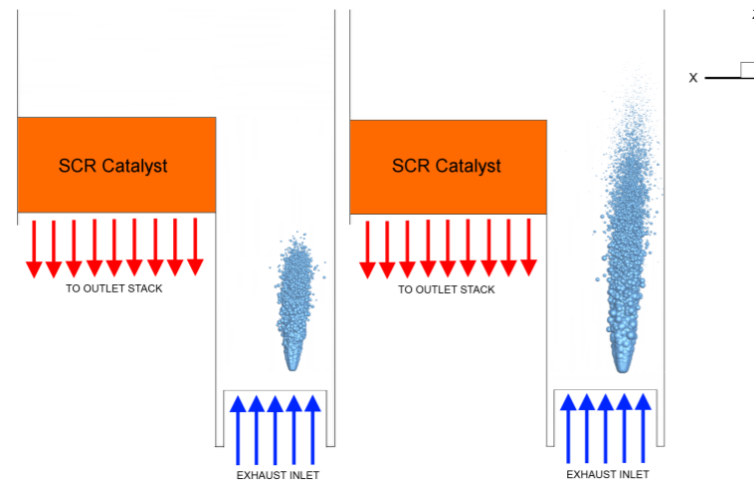 SCR Catalyst
TO OUTLET STACK
EXHAUST INLET
SCR Catalyst
TO OUTLET STACK
EXHAUST INLET
X